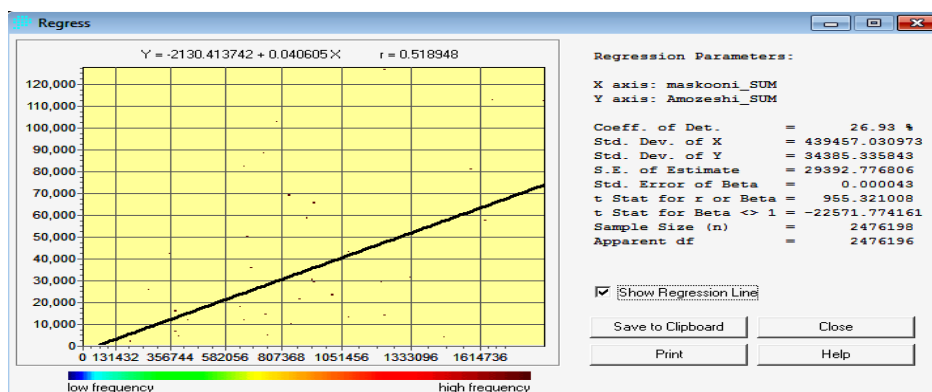 Regress
Y = -2130.413742 + 0.040605 X r = 0.518948
120,000
110,000
100,000
90,000
80,000
70,000
60,000
50,000
40,000
30,000
20,000
10,000
0
0 131432 356744 582056 807368 1051456 1333096 1614736
low frequency high frequency
Regression Parameters:
X axis: maskooni_SUM
Y axis: Amozeshi_SUM
Coeff. of Det. = 26.93 %
Std. Dev. of X = 439457.030973
Std. Dev. of Y = 34385.335843
S.E. of Estimate = 29392.776806
Std. Error of Beta = 0.000043
t Stat for r or Beta = 955.321008
t Stat for Beta <> 1 = -22571.774161
Sample Size (n) = 2476198
Apparent df = 2476196
Show Regression Line
Save to Clipboard Close
Print Help